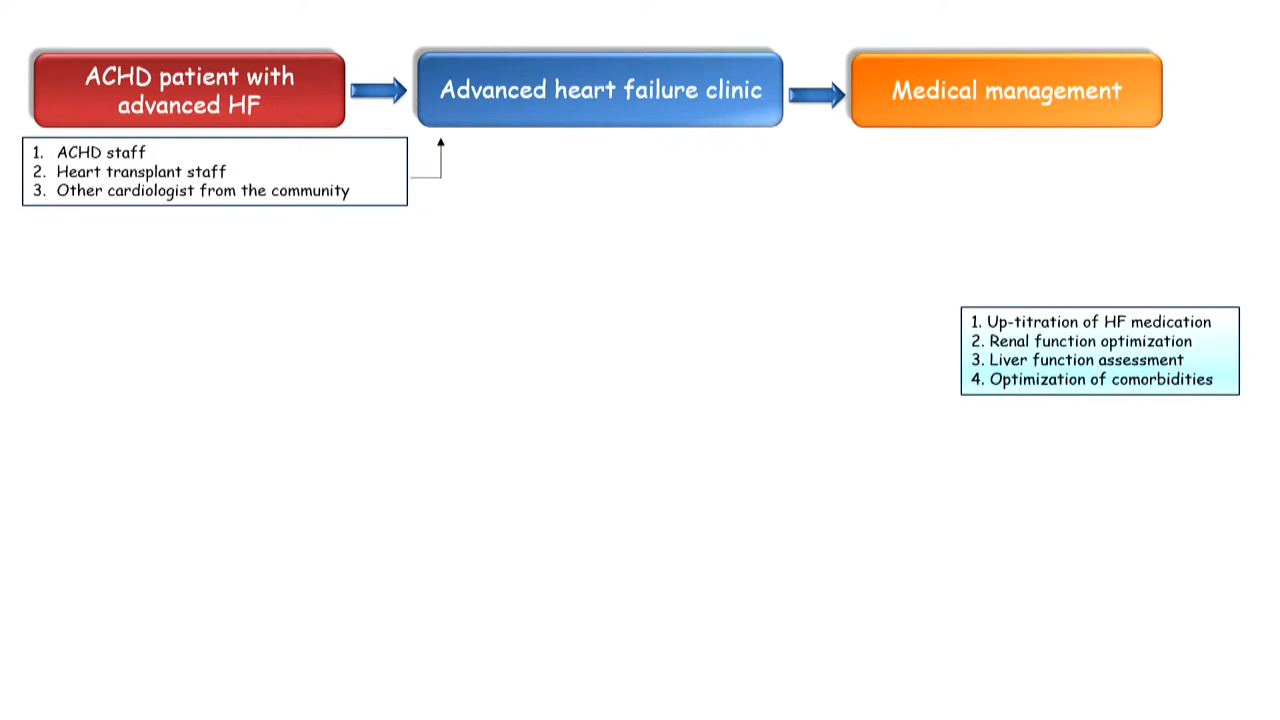 ACHD patient with
advanced HF
Advanced heart failure clinic
Medical management
1. ACHD staff
2. Heart transplant staff
3. Other cardiologist from the community
1. Up-titration of HF medication
2. Renal function optimization
3. Liver function assessment
4. Optimization of comorbidities